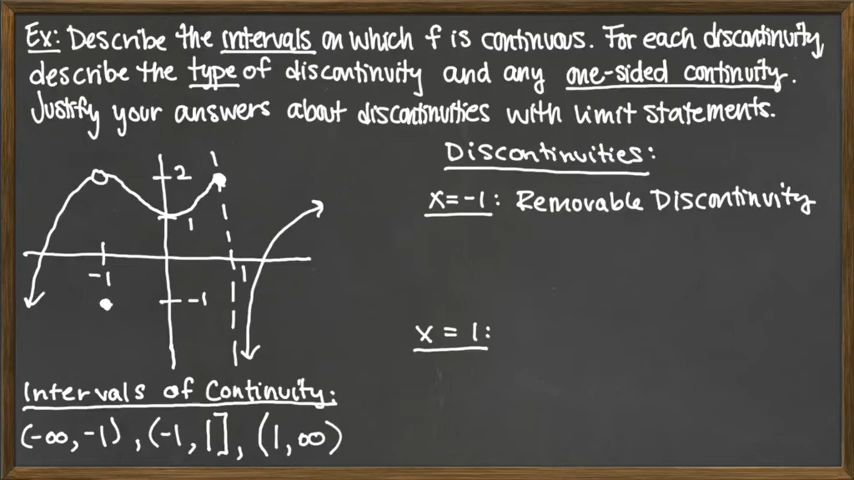 Ex: Describe the intervals on which f is continuous. For each discontinuity,
describe the type of discontinuity and any one-sided continuity.
Justify your answers about discontinuities with limit statements.
Discontinuities:
x=-1: Removable Discontinuity
2
1
-1
1
-1
x = 1:
Intervals of Continuity:
(-∞,-1), (-1,1], (1,∞)